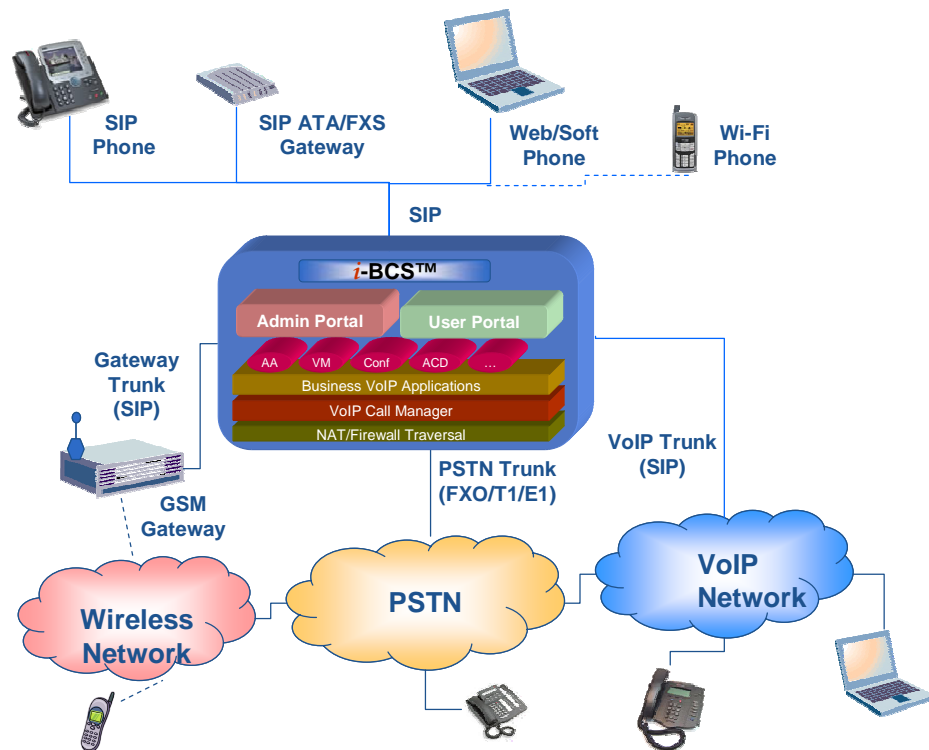 SIP
Phone
SIP ATA/FXS
Gateway
Web/Soft
Phone
Wi-Fi
Phone
SIP
i-BCS™
Admin Portal
User Portal
AA
VM
Conf
ACD
...
Business VoIP Applications
VoIP Call Manager
NAT/Firewall Traversal
Gateway
Trunk
(SIP)
GSM
Gateway
PSTN Trunk
(FXO/T1/E1)
VoIP Trunk
(SIP)
Wireless
Network
PSTN
VoIP
Network